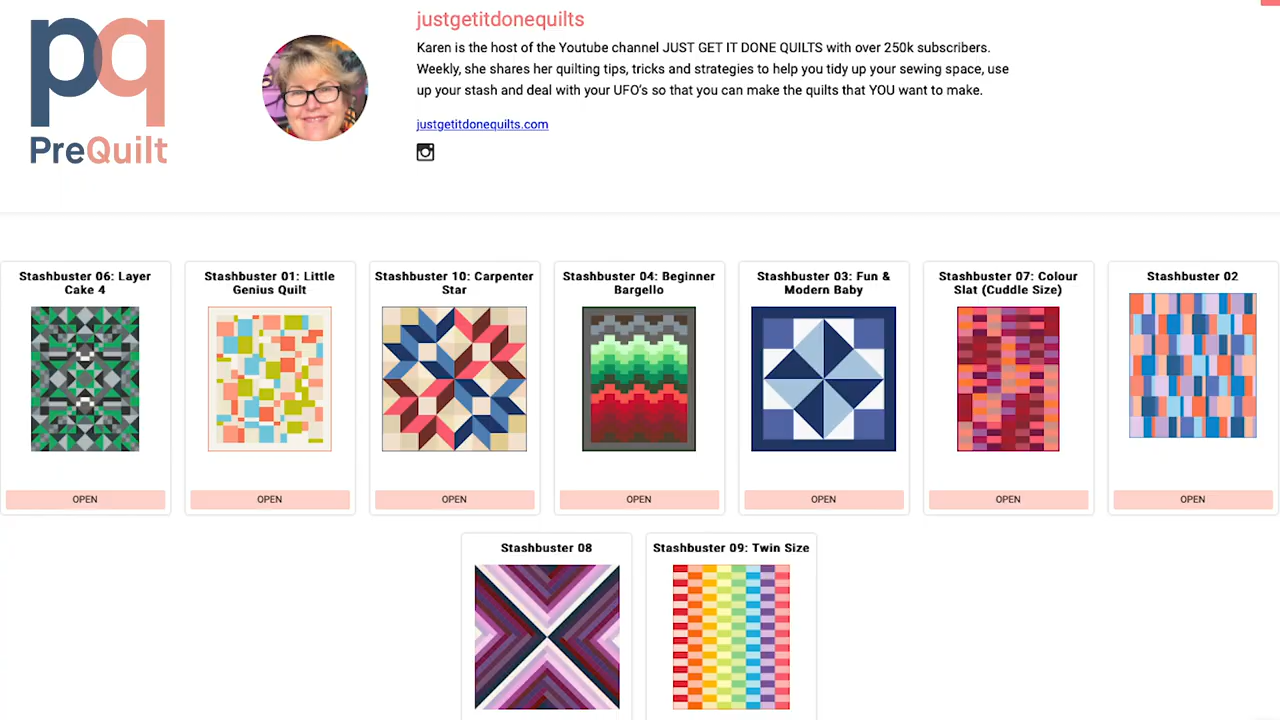 pq
PreQuilt
justgetitdonequilts
Karen is the host of the Youtube channel JUST GET IT DONE QUILTS with over 250k subscribers.
Weekly, she shares her quilting tips, tricks and strategies to help you tidy up your sewing space, use
up your stash and deal with your UFO's so that you can make the quilts that YOU want to make.
justgetitdonequilts.com
Stashbuster 06: Layer
Cake 4
OPEN
Stashbuster 01: Little
Genius Quilt
OPEN
Stashbuster 10: Carpenter
Star
OPEN
Stashbuster 04: Beginner
Bargello
OPEN
Stashbuster 03: Fun &
Modern Baby
OPEN
Stashbuster 07: Colour
Slat (Cuddle Size)
OPEN
Stashbuster 02
OPEN
Stashbuster 08
Stashbuster 09: Twin Size